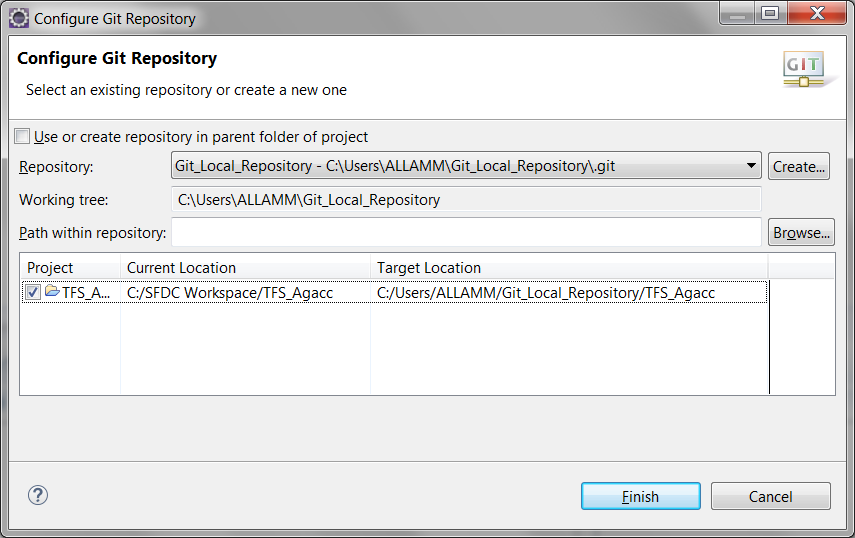 Configure Git Repository
Configure Git Repository
Select an existing repository or create a new one
GIT
Use or create repository in parent folder of project
Repository: Git_Local_Repository - C:\Users\ALLAMM\Git_Local_Repository\.git Create...
Working tree: C:\Users\ALLAMM\Git_Local_Repository
Path within repository: Browse...
Project Current Location Target Location
TFS_A... C:/SFDC Workspace/TFS_Agacc C:/Users/ALLAMM/Git_Local_Repository/TFS_Agacc
? Finish Cancel